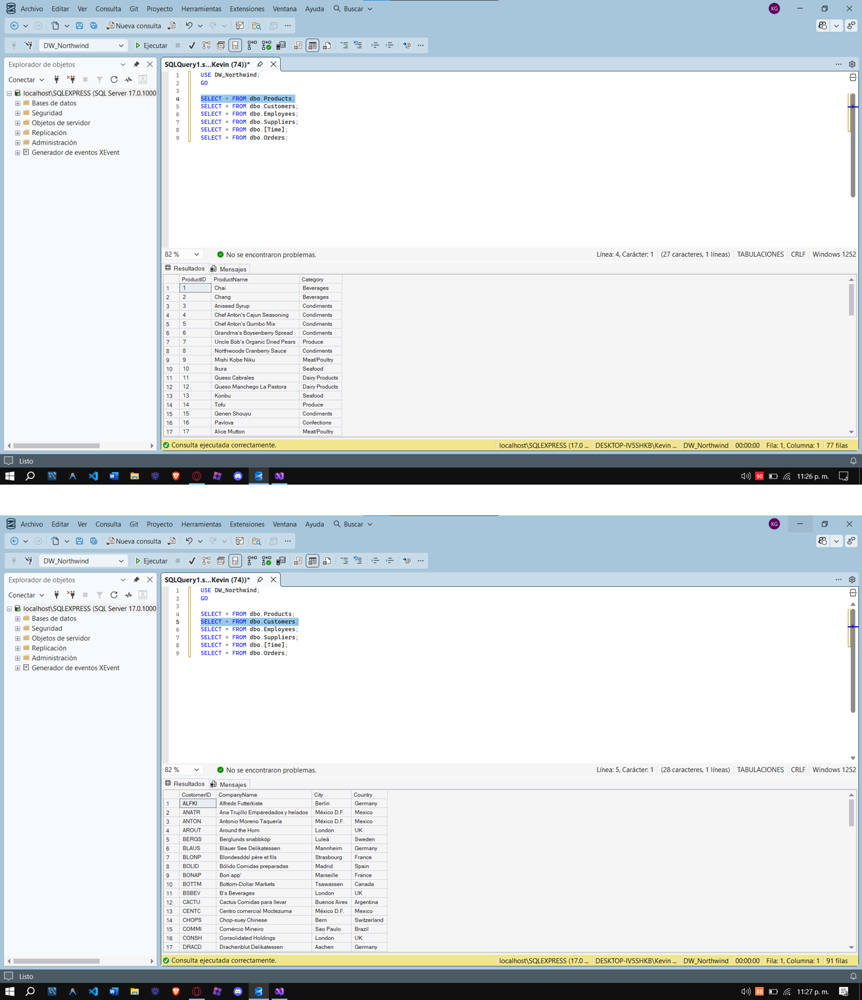 Archivo Editar Ver Consulta Git Proyecto Herramientas Extensiones Ventana Ayuda Buscar KG
Nueva consulta
DW_Northwind Ejecutar
Explorador de objetos
Conectar
localhost\SQLEXPRESS (SQL Server 17.0.1000
Bases de datos
Seguridad
Objetos de servidor
Replicación
Administración
Generador de eventos XEvent
SQLQuery1.s...Kevin (74))*
1 USE DW_Northwind;
2 GO
3
4 SELECT * FROM dbo.Products;
5 SELECT * FROM dbo.Customers;
6 SELECT * FROM dbo.Employees;
7 SELECT * FROM dbo.Suppliers;
8 SELECT * FROM dbo.[Time];
9 SELECT * FROM dbo.Orders;
82 % No se encontraron problemas. Línea: 4, Carácter: 1 (27 caracteres, 1 líneas) TABULACIONES CRLF Windows 1252
Resultados Mensajes
ProductID ProductName Category
1 1 Chai Beverages
2 2 Chang Beverages
3 3 Aniseed Syrup Condiments
4 4 Chef Anton's Cajun Seasoning Condiments
5 5 Chef Anton's Gumbo Mix Condiments
6 6 Grandma's Boysenberry Spread Condiments
7 7 Uncle Bob's Organic Dried Pears Produce
8 8 Northwoods Cranberry Sauce Condiments
9 9 Mishi Kobe Niku Meat/Poultry
10 10 Ikura Seafood
11 11 Queso Cabrales Dairy Products
12 12 Queso Manchego La Pastora Dairy Products
13 13 Konbu Seafood
14 14 Tofu Produce
15 15 Genen Shouyu Condiments
16 16 Pavlova Confections
17 17 Alice Mutton Meat/Poultry
Consulta ejecutada correctamente. localhost\SQLEXPRESS (17.0 ... DESKTOP-IV5SHKB\Kevin ... DW_Northwind 00:00:00 Fila: 1, Columna: 1 77 filas
Listo
90 11:26 p. m.
Archivo Editar Ver Consulta Git Proyecto Herramientas Extensiones Ventana Ayuda Buscar KG
Nueva consulta
DW_Northwind Ejecutar
Explorador de objetos
Conectar
localhost\SQLEXPRESS (SQL Server 17.0.1000
Bases de datos
Seguridad
Objetos de servidor
Replicación
Administración
Generador de eventos XEvent
SQLQuery1.s...Kevin (74))*
1 USE DW_Northwind;
2 GO
3
4 SELECT * FROM dbo.Products;
5 SELECT * FROM dbo.Customers;
6 SELECT * FROM dbo.Employees;
7 SELECT * FROM dbo.Suppliers;
8 SELECT * FROM dbo.[Time];
9 SELECT * FROM dbo.Orders;
82 % No se encontraron problemas. Línea: 5, Carácter: 1 (28 caracteres, 1 líneas) TABULACIONES CRLF Windows 1252
Resultados Mensajes
CustomerID CompanyName City Country
1 ALFKI Alfreds Futterkiste Berlin Germany
2 ANATR Ana Trujillo Emparedados y helados México D.F. Mexico
3 ANTON Antonio Moreno Taquería México D.F. Mexico
4 AROUT Around the Horn London UK
5 BERGS Berglunds snabbköp Luleå Sweden
6 BLAUS Blauer See Delikatessen Mannheim Germany
7 BLONP Blondesddsl père et fils Strasbourg France
8 BOLID Bólido Comidas preparadas Madrid Spain
9 BONAP Bon app' Marseille France
10 BOTTM Bottom-Dollar Markets Tsawassen Canada
11 BSBEV B's Beverages London UK
12 CACTU Cactus Comidas para llevar Buenos Aires Argentina
13 CENTC Centro comercial Moctezuma México D.F. Mexico
14 CHOPS Chop-suey Chinese Bern Switzerland
15 COMMI Comércio Mineiro Sao Paulo Brazil
16 CONSH Consolidated Holdings London UK
17 DRACD Drachenblut Delikatessen Aachen Germany
Consulta ejecutada correctamente. localhost\SQLEXPRESS (17.0 ... DESKTOP-IV5SHKB\Kevin ... DW_Northwind 00:00:00 Fila: 1, Columna: 1 91 filas
Listo
88 11:27 p. m.